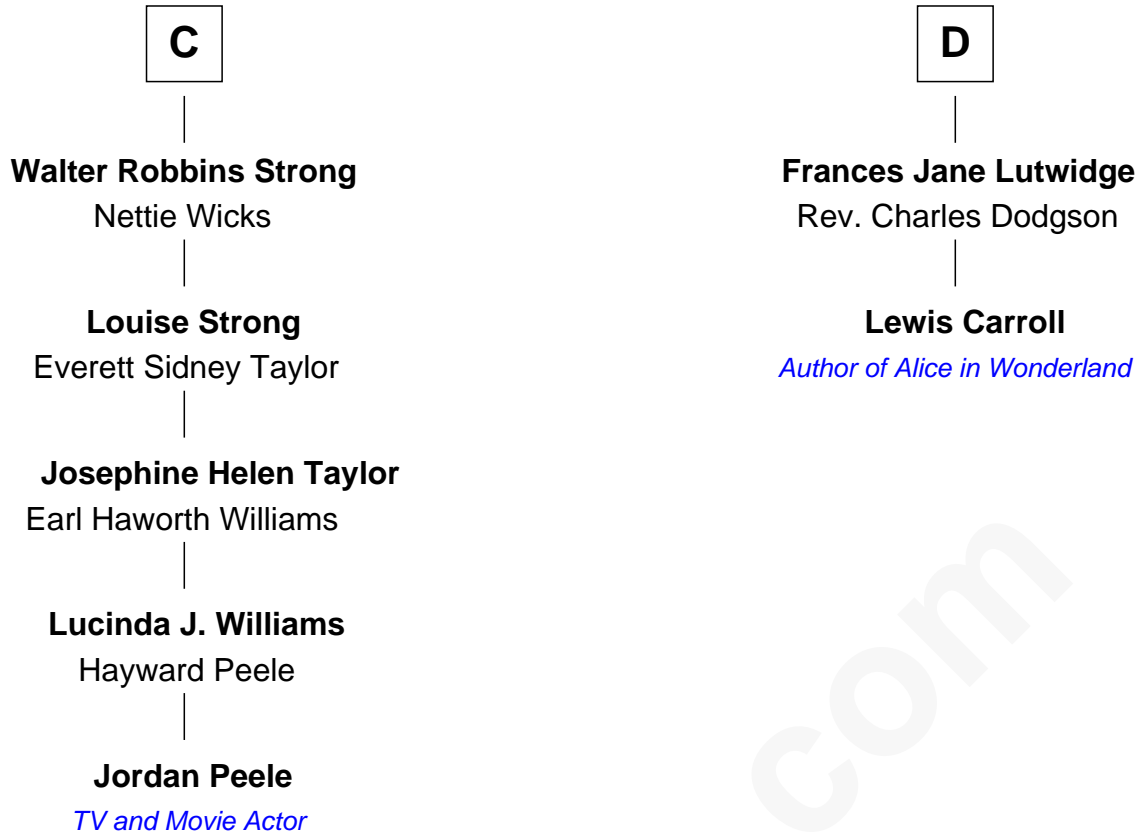 C
Walter Robbins Strong
Nettie Wicks
Louise Strong
Everett Sidney Taylor
Josephine Helen Taylor
Earl Haworth Williams
Lucinda J. Williams
Hayward Peele
Jordan Peele
TV and Movie Actor
D
Frances Jane Lutwidge
Rev. Charles Dodgson
Lewis Carroll
Author of Alice in Wonderland
com